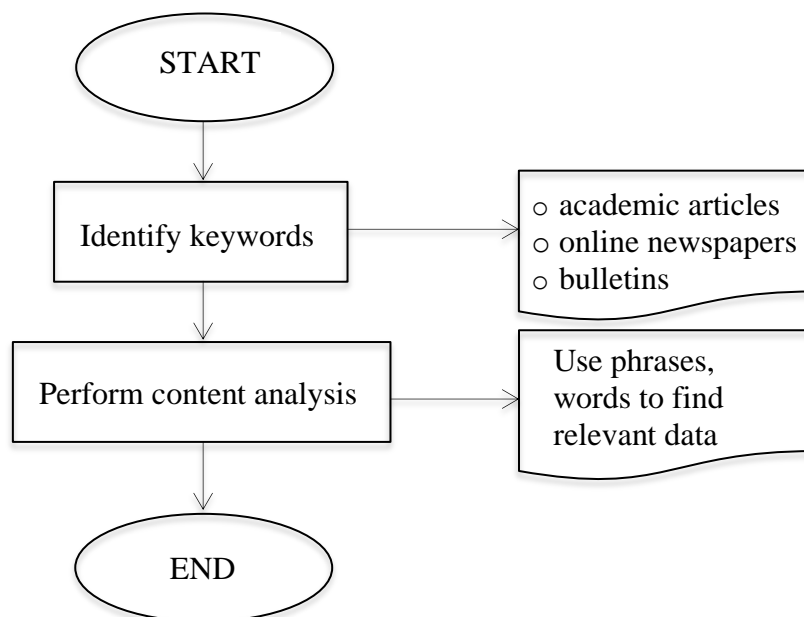 START
Identify keywords
○ academic articles
○ online newspapers
○ bulletins
Perform content analysis
Use phrases,
words to find
relevant data
END